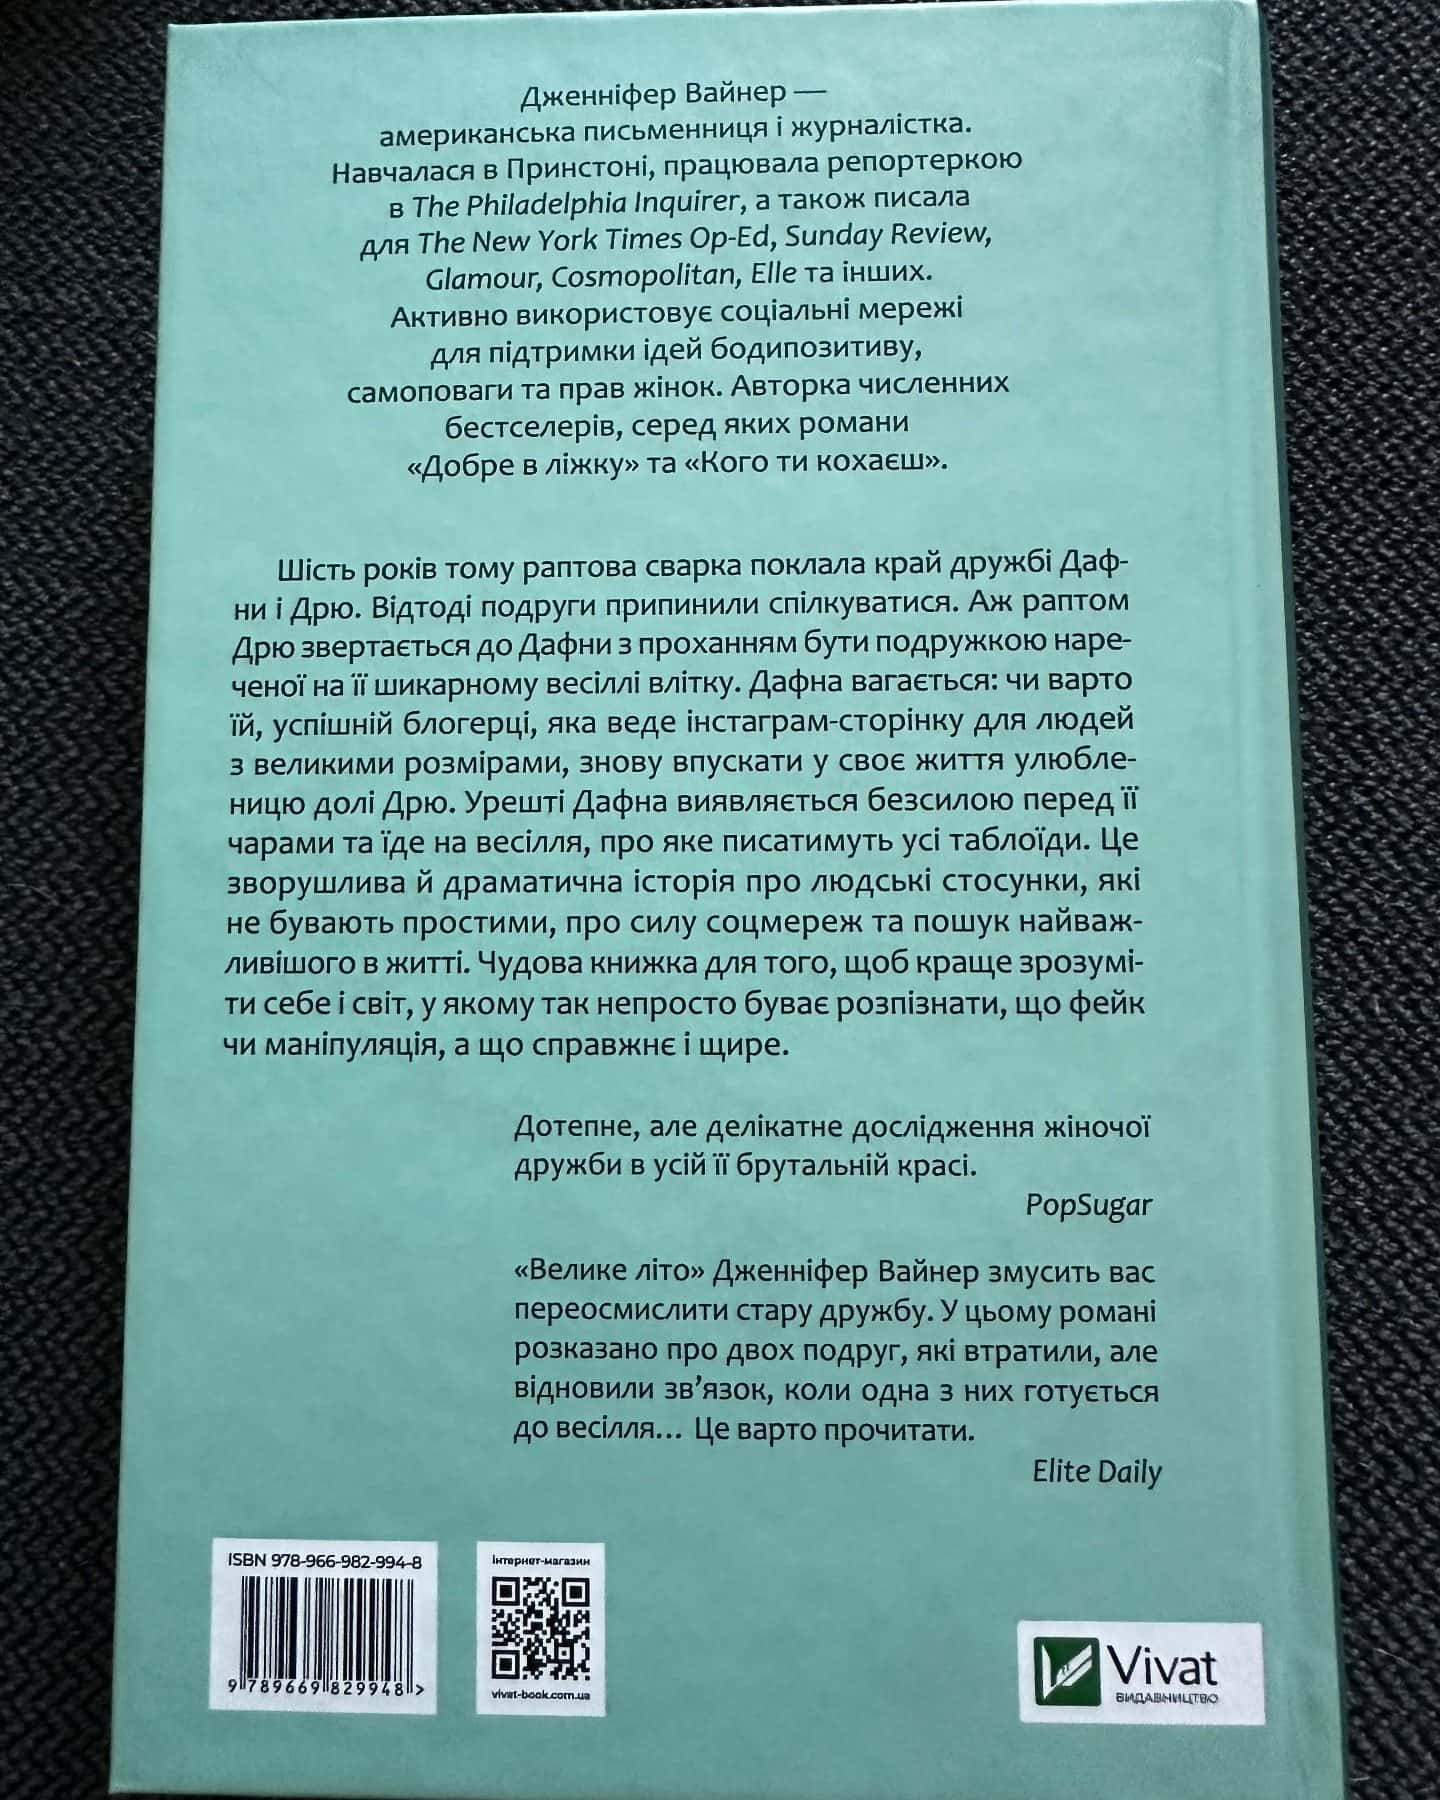 Дженніфер Вайнер —
американська письменниця і журналістка.
Навчалася в Принстоні, працювала репортеркою
в The Philadelphia Inquirer, а також писала
для The New York Times Op-Ed, Sunday Review,
Glamour, Cosmopolitan, Elle та інших.
Активно використовує соціальні мережі
для підтримки ідей бодипозитиву,
самоповаги та прав жінок. Авторка численних
бестселерів, серед яких романи
«Добре в ліжку» та «Кого ти кохаєш».
Шість років тому раптова сварка поклала край дружбі Даф-
ни і Дрю. Відтоді подруги припинили спілкуватися. Аж раптом
Дрю звертається до Дафни з проханням бути подружкою наре-
ченої на її шикарному весіллі влітку. Дафна вагається: чи варто
їй, успішній блогерці, яка веде інстаграм-сторінку для людей
з великими розмірами, знову впускати у своє життя улюбле-
ницю долі Дрю. Урешті Дафна виявляється безсилою перед її
чарами та їде на весілля, про яке писатимуть усі таблоїди. Це
зворушлива й драматична історія про людські стосунки, які
не бувають простими, про силу соцмереж та пошук найваж-
ливішого в житті. Чудова книжка для того, щоб краще зрозумі-
ти себе і світ, у якому так непросто буває розпізнати, що фейк
чи маніпуляція, а що справжнє і щире.
Дотепне, але делікатне дослідження жіночої
дружби в усій її брутальній красі.
PopSugar
«Велике літо» Дженніфер Вайнер змусить вас
переосмислити стару дружбу. У цьому романі
розказано про двох подруг, які втратили, але
відновили зв’язок, коли одна з них готується
до весілля... Це варто прочитати.
Elite Daily
ISBN 978-966-982-994-8
9 789669 829948 >
інтернет-магазин
vivat-book.com.ua
Vivat
ВИДАВНИЦТВО